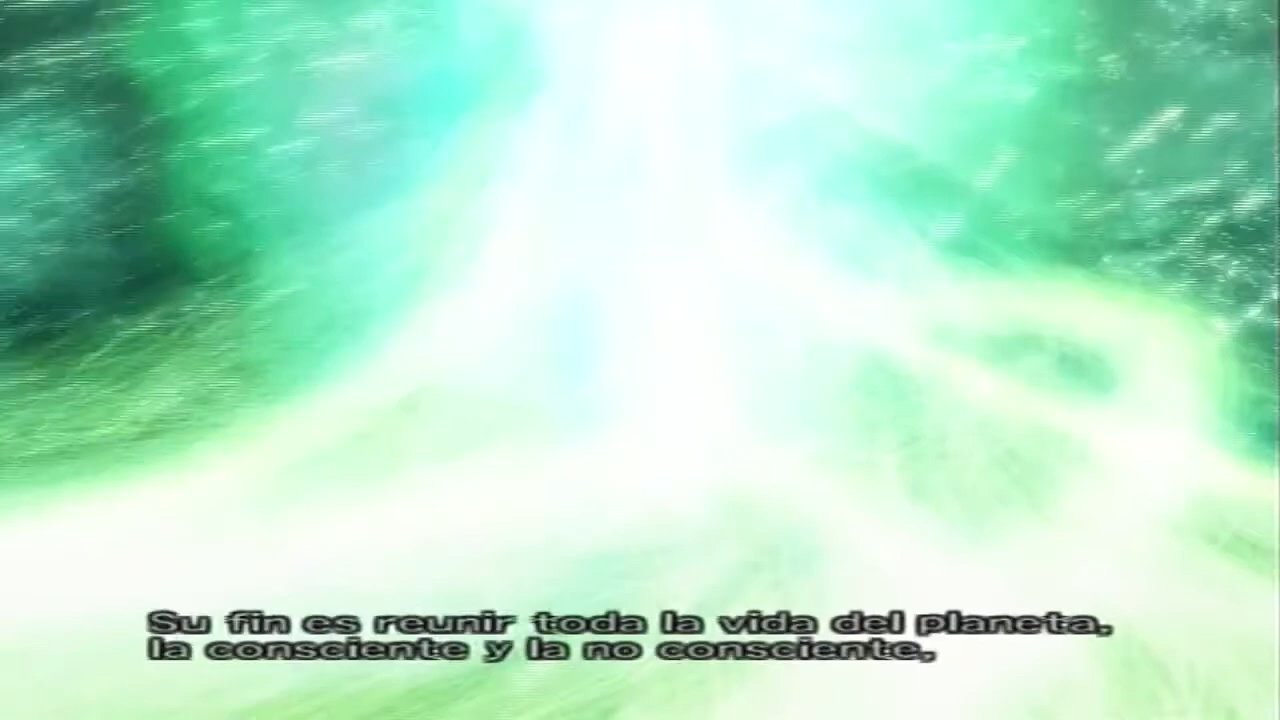 Su fin es reunir toda la vida del planeta,
la consciente y la no consciente,